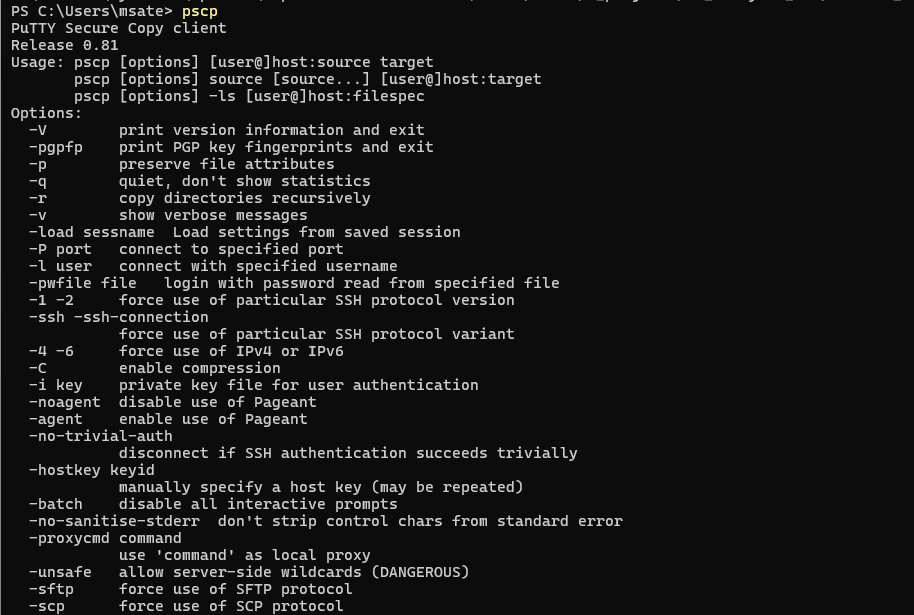 PS C:\Users\msate> pscp
PuTTY Secure Copy client
Release 0.81
Usage: pscp [options] [user@]host:source target
       pscp [options] source [source...] [user@]host:target
       pscp [options] -ls [user@]host:filespec
Options:
  -V        print version information and exit
  -pgpfp    print PGP key fingerprints and exit
  -p        preserve file attributes
  -q        quiet, don't show statistics
  -r        copy directories recursively
  -v        show verbose messages
  -load sessname  Load settings from saved session
  -P port   connect to specified port
  -l user   connect with specified username
  -pwfile file   login with password read from specified file
  -1 -2     force use of particular SSH protocol version
  -ssh -ssh-connection
            force use of particular SSH protocol variant
  -4 -6     force use of IPv4 or IPv6
  -C        enable compression
  -i key    private key file for user authentication
  -noagent  disable use of Pageant
  -agent    enable use of Pageant
  -no-trivial-auth
            disconnect if SSH authentication succeeds trivially
  -hostkey keyid
            manually specify a host key (may be repeated)
  -batch    disable all interactive prompts
  -no-sanitise-stderr  don't strip control chars from standard error
  -proxycmd command
            use 'command' as local proxy
  -unsafe   allow server-side wildcards (DANGEROUS)
  -sftp     force use of SFTP protocol
  -scp      force use of SCP protocol